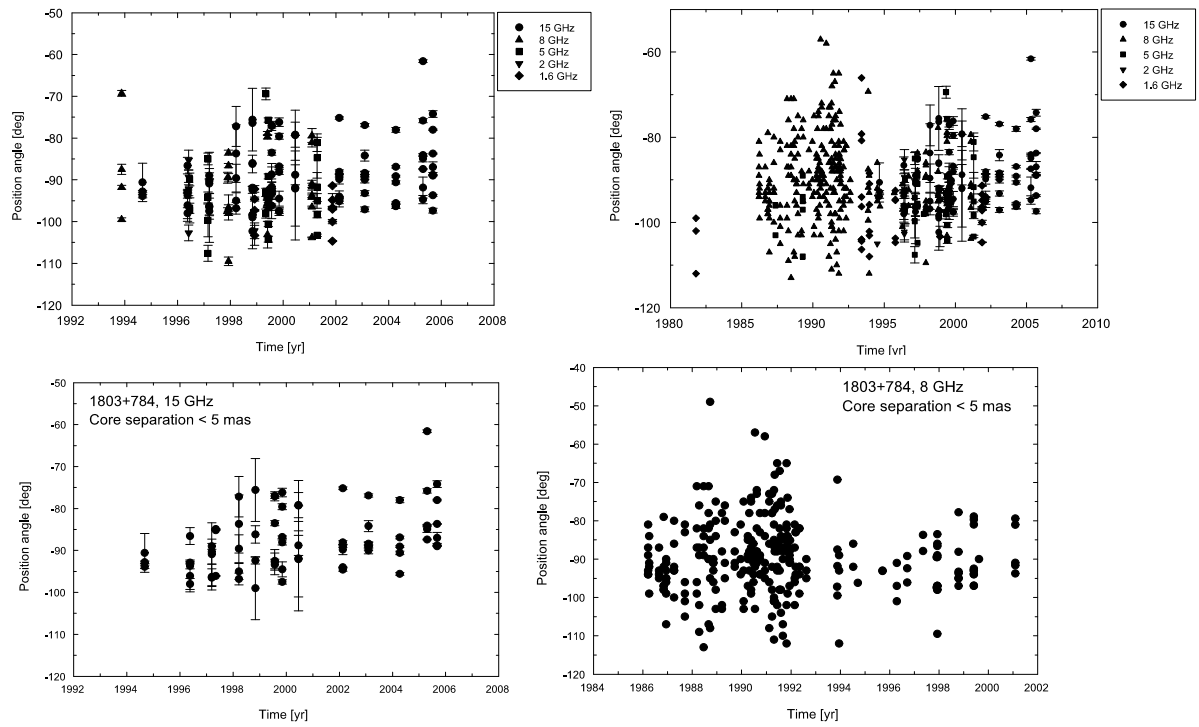 15 GHz
8 GHz
5 GHz
2 GHz
1.6 GHz
Position angle [deg]
-50
-60
-70
-80
-90
-100
-110
-120
1992 1994 1996 1998 2000 2002 2004 2006 2008
Time [yr]
15 GHz
8 GHz
5 GHz
2 GHz
1.6 GHz
Position angle [deg]
-60
-80
-100
-120
1980 1985 1990 1995 2000 2005 2010
Time [yr]
1803+784, 15 GHz
Core separation < 5 mas
Position angle [deg]
-50
-60
-70
-80
-90
-100
-110
-120
1992 1994 1996 1998 2000 2002 2004 2006 2008
Time [yr]
1803+784, 8 GHz
Core separation < 5 mas
Position angle [deg]
-40
-50
-60
-70
-80
-90
-100
-110
-120
1984 1986 1988 1990 1992 1994 1996 1998 2000 2002
Time [yr]